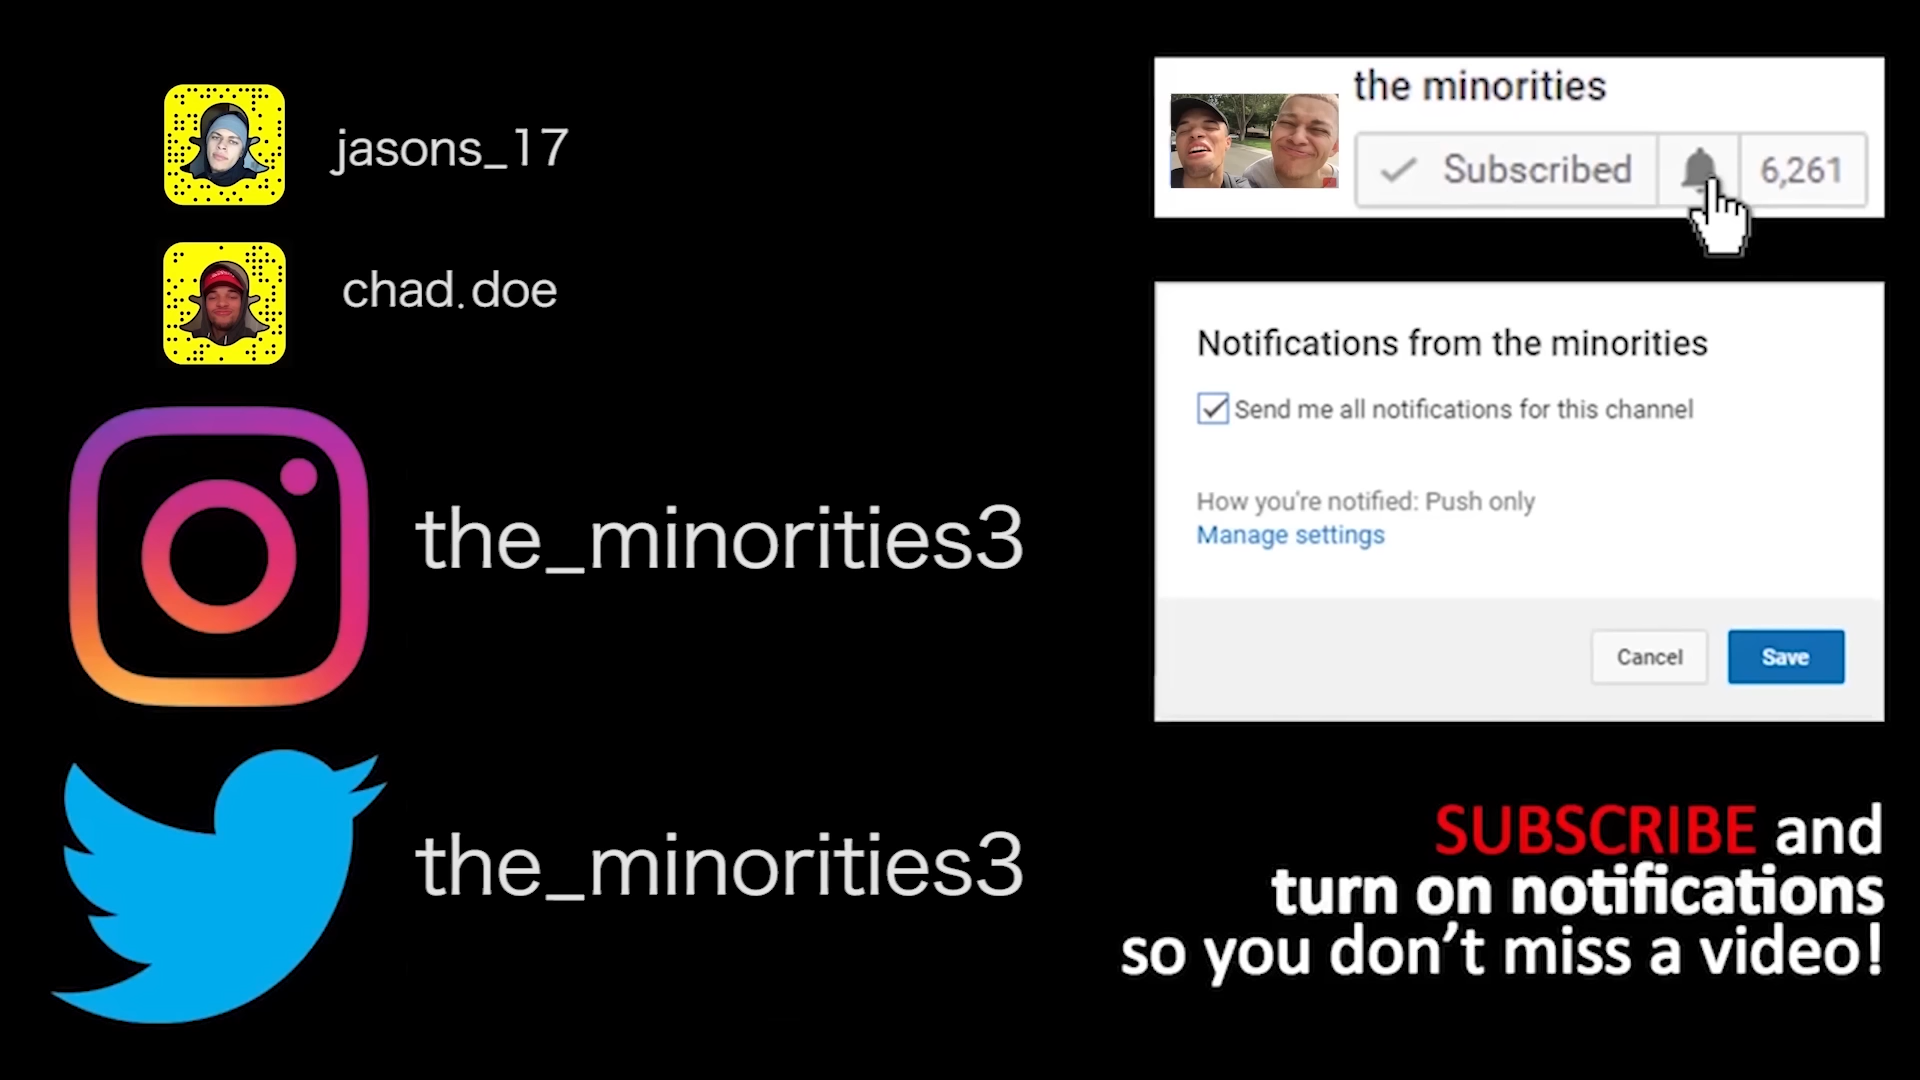 jasons_17
chad.doe
the_minorities3
the_minorities3
the minorities
Subscribed
6,261
Notifications from the minorities
Send me all notifications for this channel
How you're notified: Push only
Manage settings
Cancel
Save
SUBSCRIBE and
turn on notifications
so you don't miss a video!